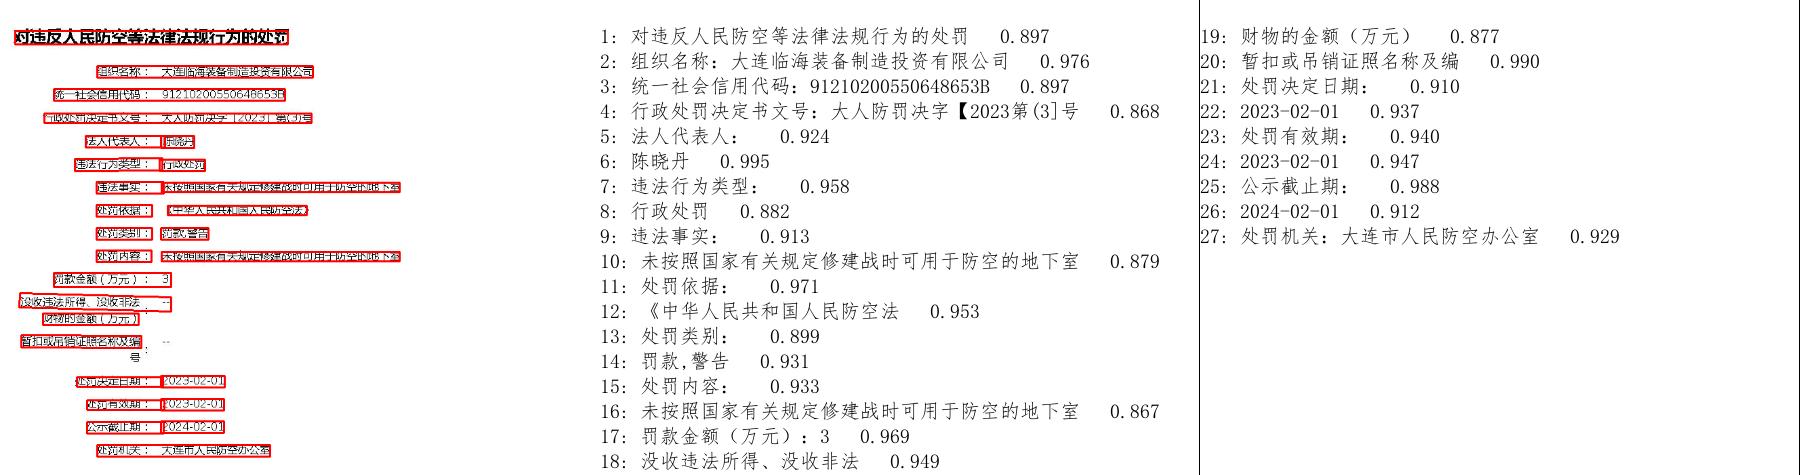 对违反人民防空等法律法规行为的处罚
组织名称： 大连临海装备制造投资有限公司
统一社会信用代码： 91210200550648653B
行政处罚决定书文号： 大人防罚决字［2023］第(3)号
法人代表人： 陈晓丹
违法行为类型： 行政处罚
违法事实： 未按照国家有关规定修建战时可用于防空的地下室
处罚依据： 《中华人民共和国人民防空法》
处罚类别： 罚款,警告
处罚内容： 未按照国家有关规定修建战时可用于防空的地下室
罚款金额（万元）： 3
没收违法所得、没收非法 --
财物的金额（万元）：
暂扣或吊销证照名称及编 --
号：
处罚决定日期： 2023-02-01
处罚有效期： 2023-02-01
公示截止期： 2024-02-01
处罚机关： 大连市人民防空办公室
1: 对违反人民防空等法律法规行为的处罚 0.897
2: 组织名称: 大连临海装备制造投资有限公司 0.976
3: 统一社会信用代码: 91210200550648653B 0.897
4: 行政处罚决定书文号: 大人防罚决字【2023第(3]号 0.868
5: 法人代表人: 0.924
6: 陈晓丹 0.995
7: 违法行为类型: 0.958
8: 行政处罚 0.882
9: 违法事实: 0.913
10: 未按照国家有关规定修建战时可用于防空的地下室 0.879
11: 处罚依据: 0.971
12: 《中华人民共和国人民防空法 0.953
13: 处罚类别: 0.899
14: 罚款,警告 0.931
15: 处罚内容: 0.933
16: 未按照国家有关规定修建战时可用于防空的地下室 0.867
17: 罚款金额（万元）: 3 0.969
18: 没收违法所得、没收非法 0.949
19: 财物的金额（万元） 0.877
20: 暂扣或吊销证照名称及编 0.990
21: 处罚决定日期: 0.910
22: 2023-02-01 0.937
23: 处罚有效期: 0.940
24: 2023-02-01 0.947
25: 公示截止期: 0.988
26: 2024-02-01 0.912
27: 处罚机关: 大连市人民防空办公室 0.929